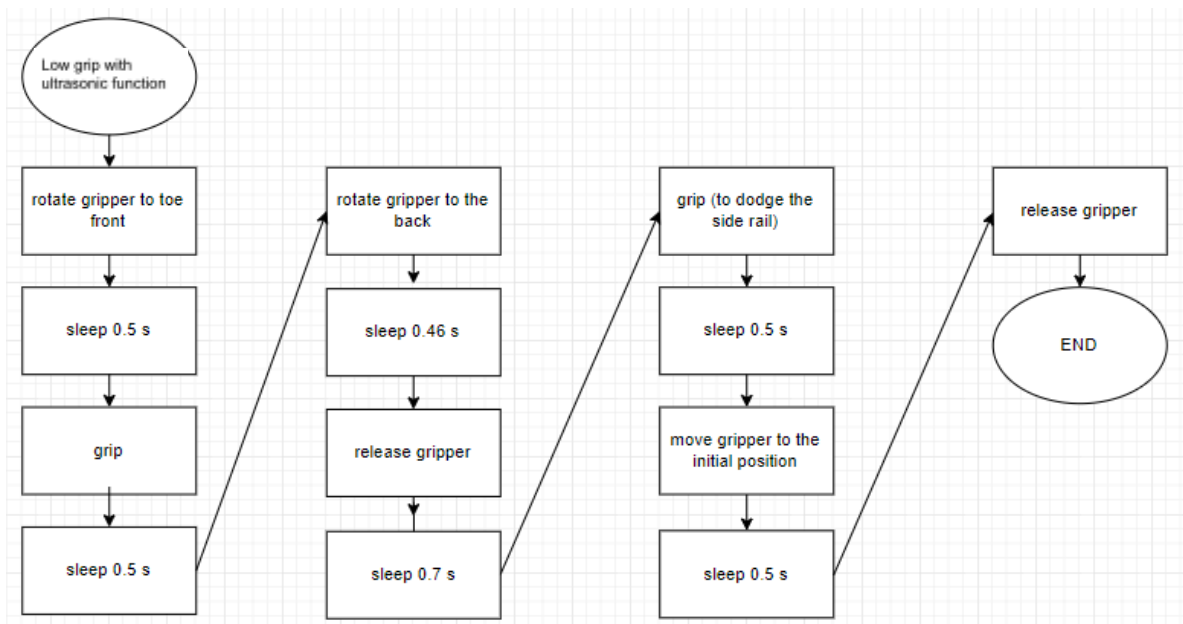 Low grip with
ultrasonic function
rotate gripper to toe
front
sleep 0.5 s
grip
sleep 0.5 s
rotate gripper to the
back
sleep 0.46 s
release gripper
sleep 0.7 s
grip (to dodge the
side rail)
sleep 0.5 s
move gripper to the
initial position
sleep 0.5 s
release gripper
END